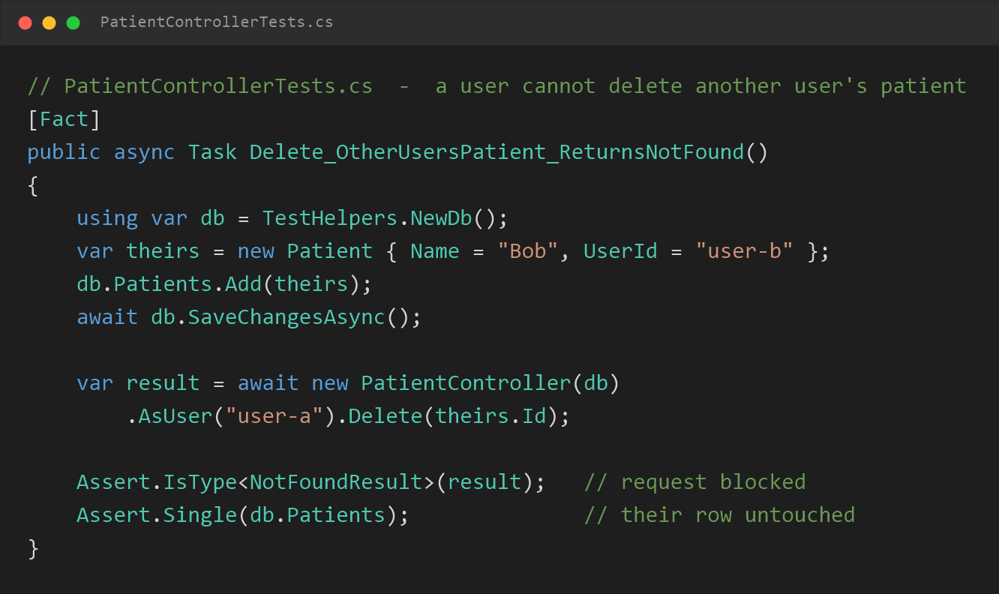 PatientControllerTests.cs
// PatientControllerTests.cs  -  a user cannot delete another user's patient
[Fact]
public async Task Delete_OtherUsersPatient_ReturnsNotFound()
{
    using var db = TestHelpers.NewDb();
    var theirs = new Patient { Name = "Bob", UserId = "user-b" };
    db.Patients.Add(theirs);
    await db.SaveChangesAsync();

    var result = await new PatientController(db)
        .AsUser("user-a").Delete(theirs.Id);

    Assert.IsType<NotFoundResult>(result);   // request blocked
    Assert.Single(db.Patients);              // their row untouched
}